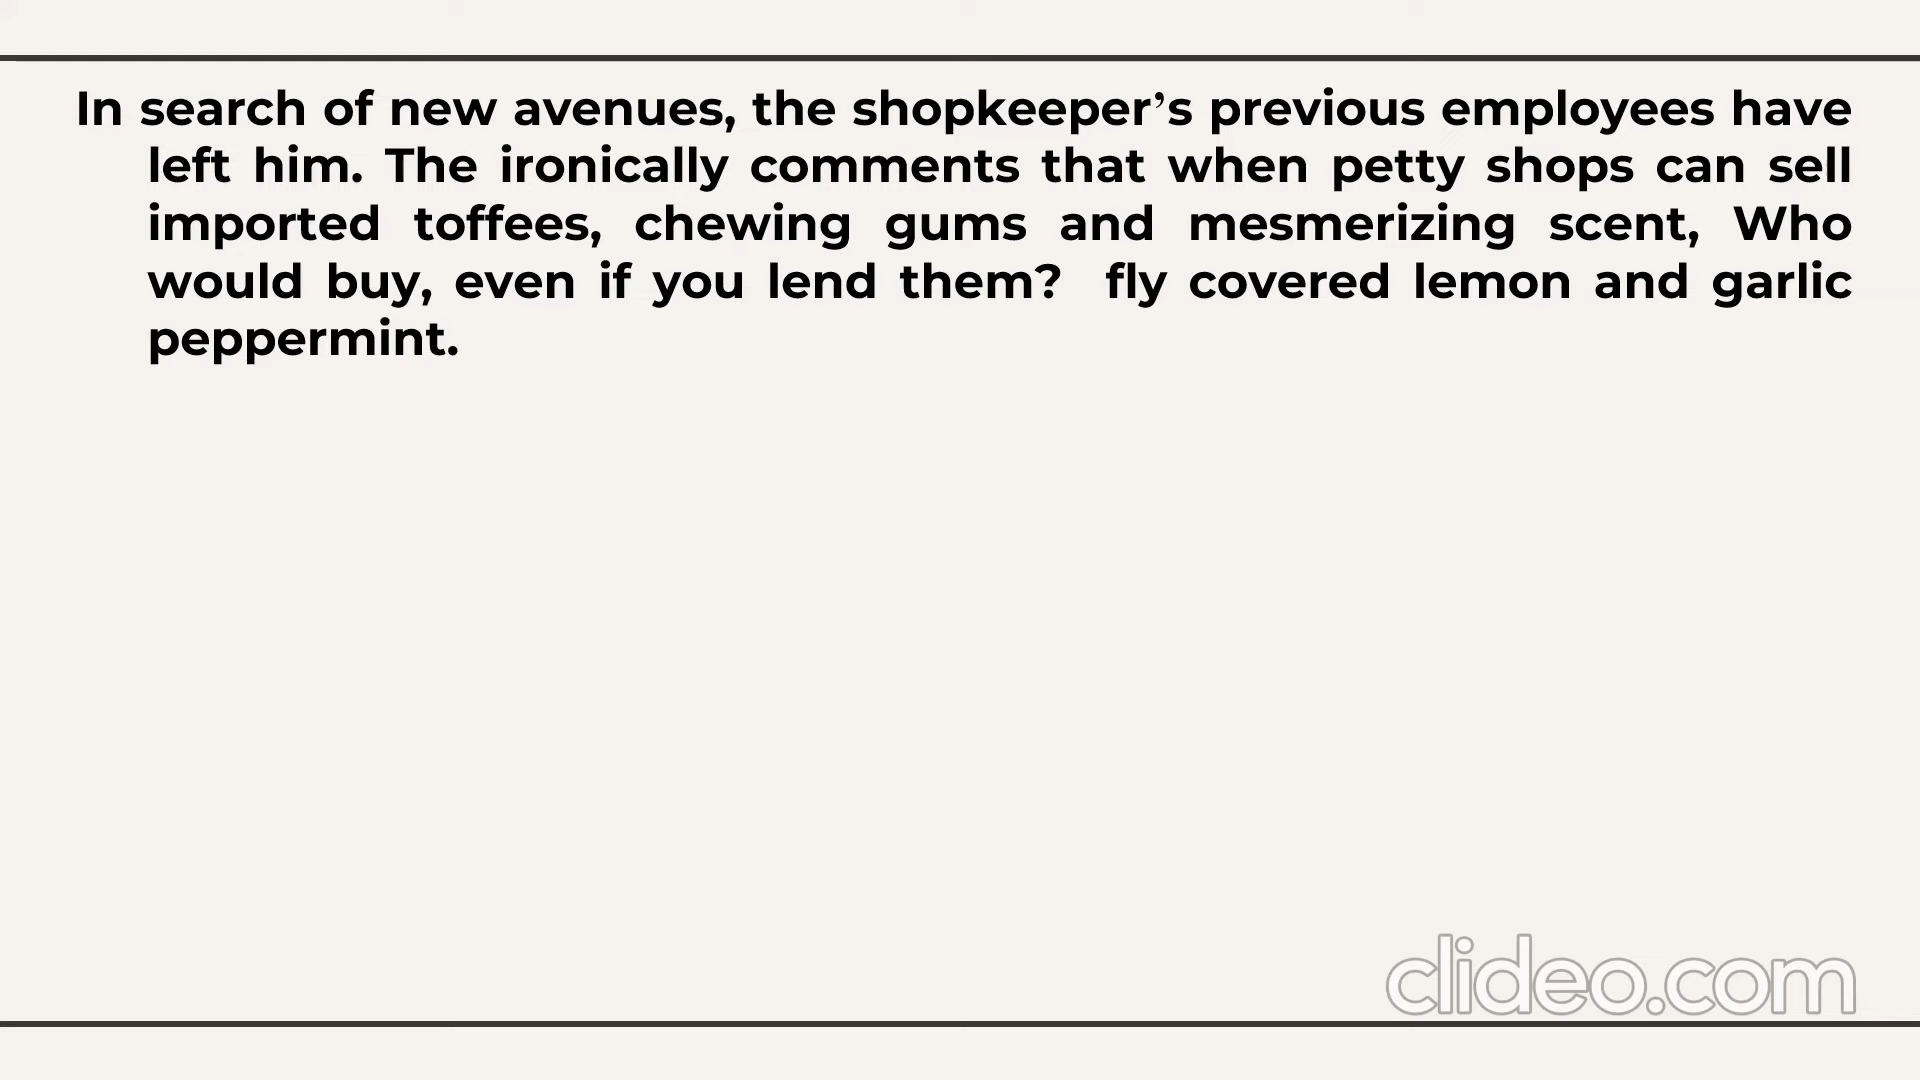 In search of new avenues, the shopkeeper’s previous employees have
left him. The ironically comments that when petty shops can sell
imported toffees, chewing gums and mesmerizing scent, Who
would buy, even if you lend them?  fly covered lemon and garlic
peppermint.
clideo.com